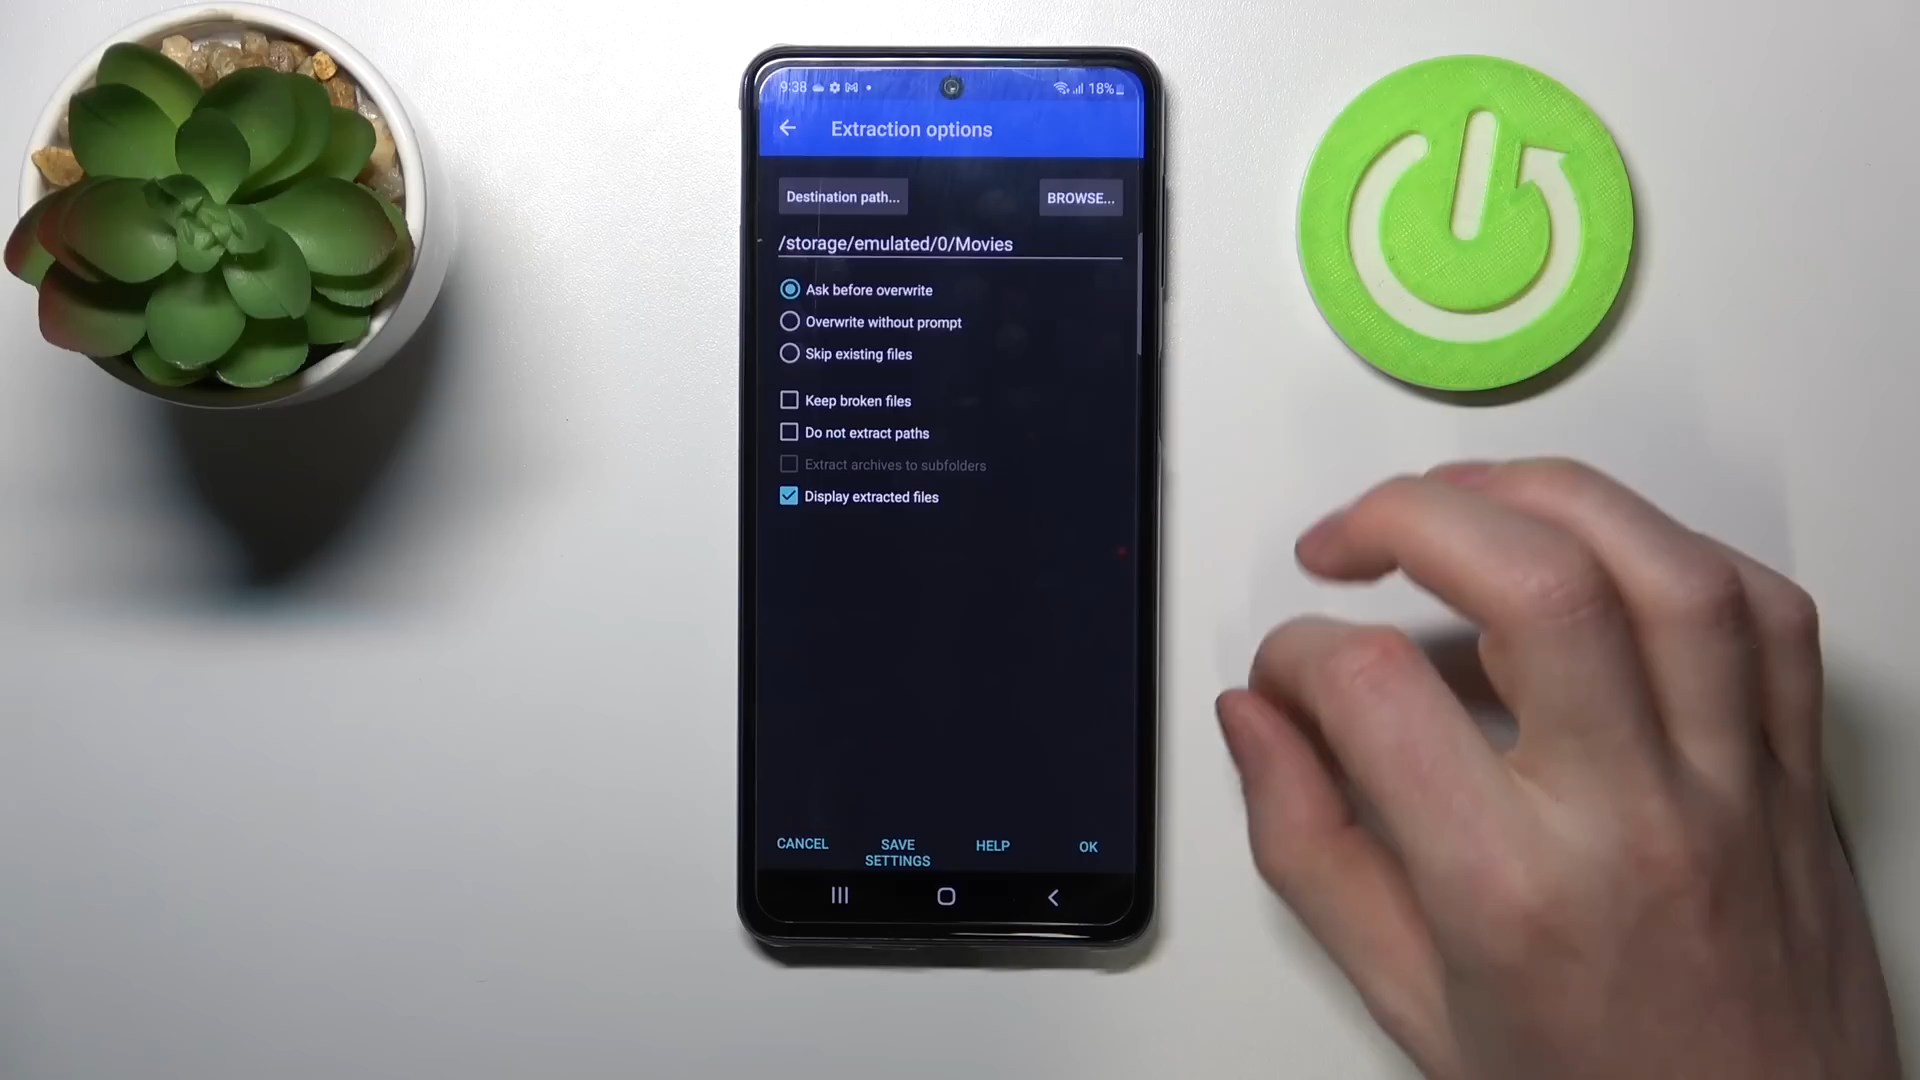 9:38
18%
Extraction options
Destination path...
BROWSE...
/storage/emulated/0/Movies
Ask before overwrite
Overwrite without prompt
Skip existing files
Keep broken files
Do not extract paths
Extract archives to subfolders
Display extracted files
CANCEL
SAVE
SETTINGS
HELP
OK